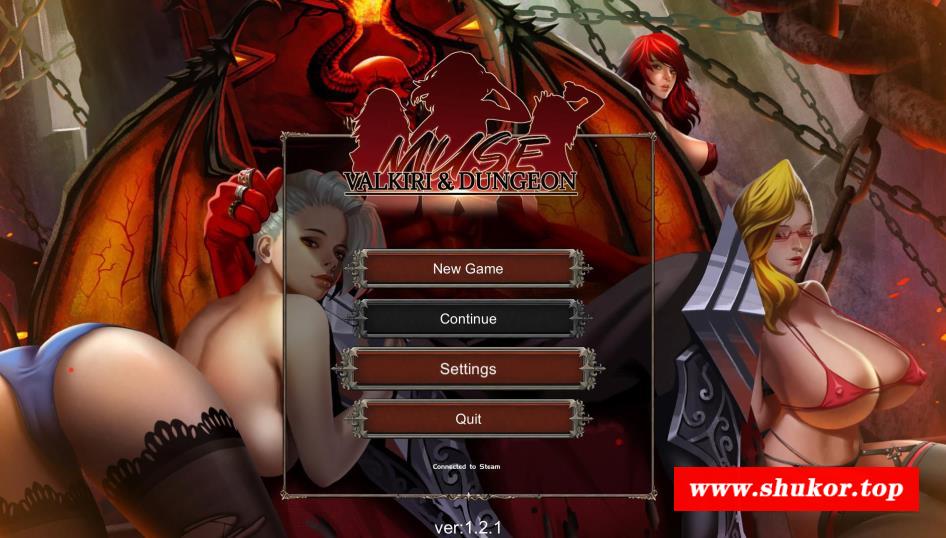 MUSE
VALKIRI & DUNGEON
New Game
Continue
Settings
Quit
Connected to Steam
www.shukor.top
ver:1.2.1